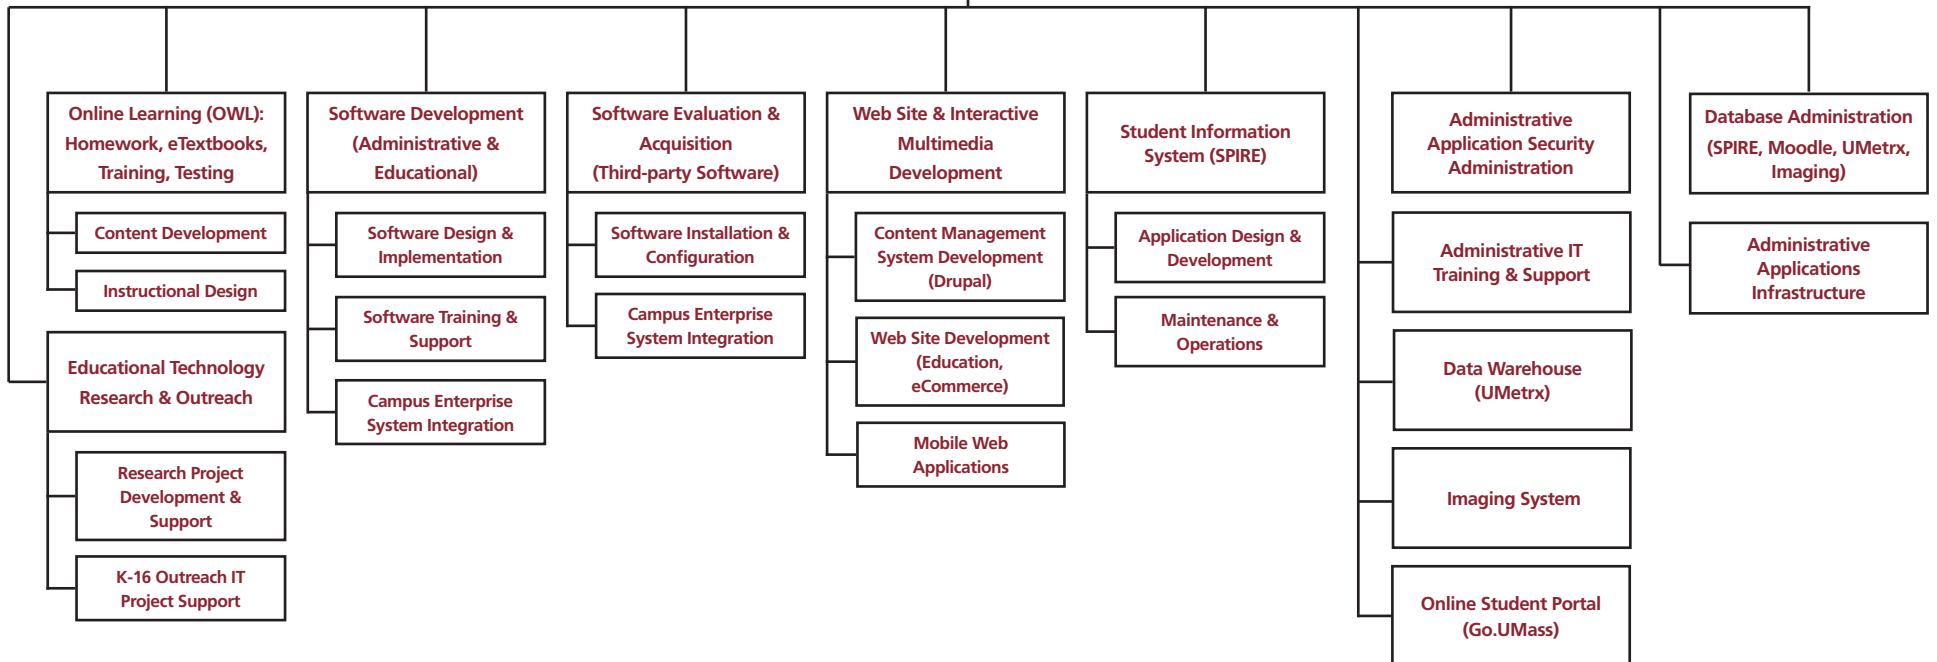 Online Learning (OWL):
Homework, eTextbooks,
Training, Testing
Content Development
Instructional Design
Educational Technology
Research & Outreach
Research Project
Development &
Support
K-16 Outreach IT
Project Support
Software Development
(Administrative &
Educational)
Software Design &
Implementation
Software Training &
Support
Campus Enterprise
System Integration
Software Evaluation &
Acquisition
(Third-party Software)
Software Installation &
Configuration
Campus Enterprise
System Integration
Web Site & Interactive
Multimedia
Development
Content Management
System Development
(Drupal)
Web Site Development
(Education,
eCommerce)
Mobile Web
Applications
Student Information
System (SPIRE)
Application Design &
Development
Maintenance &
Operations
Administrative
Application Security
Administration
Administrative IT
Training & Support
Data Warehouse
(UMetrx)
Imaging System
Online Student Portal
(Go.UMass)
Database Administration
(SPIRE, Moodle, UMetrx,
Imaging)
Administrative
Applications
Infrastructure